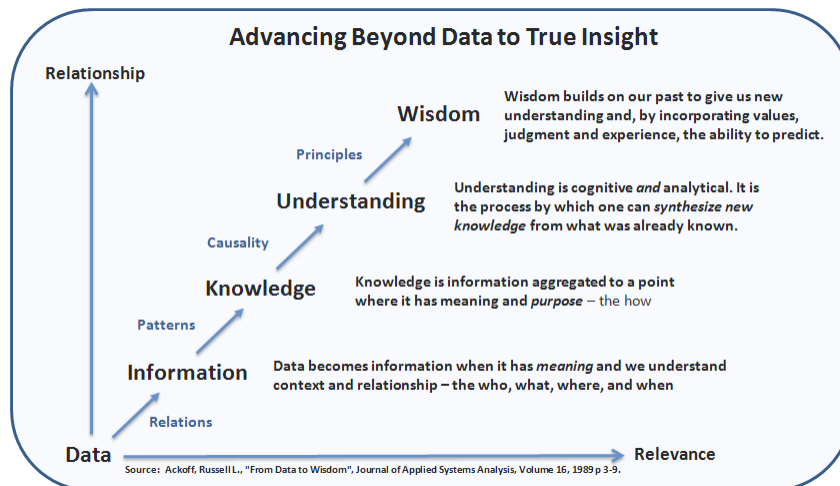 Advancing Beyond Data to True Insight
Relationship
Wisdom
Wisdom builds on our past to give us new
understanding and, by incorporating values,
judgment and experience, the ability to predict.
Principles
Understanding
Understanding is cognitive and analytical. It is
the process by which one can synthesize new
knowledge from what was already known.
Causality
Knowledge
Knowledge is information aggregated to a point
where it has meaning and purpose – the how
Patterns
Information
Data becomes information when it has meaning and we understand
context and relationship – the who, what, where, and when
Relations
Data
Relevance
Source: Ackoff, Russell L., "From Data to Wisdom", Journal of Applied Systems Analysis, Volume 16, 1989 p 3-9.